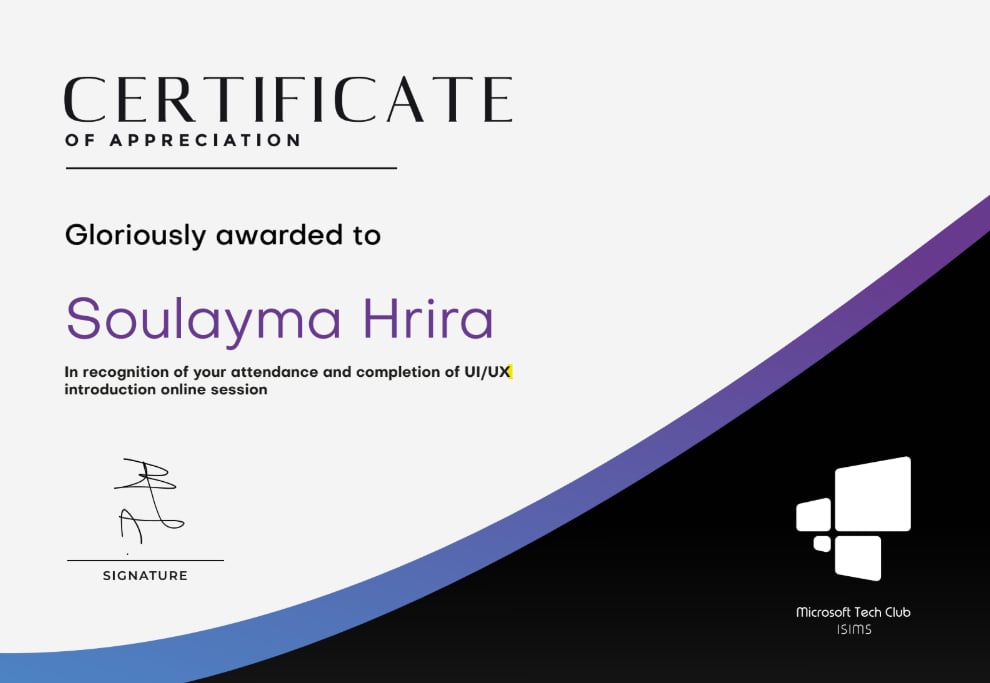 CERTIFICATE
OF APPRECIATION
Gloriously awarded to
Soulayma Hrira
In recognition of your attendance and completion of UI/UX
introduction online session
SIGNATURE
Microsoft Tech Club
ISIMS